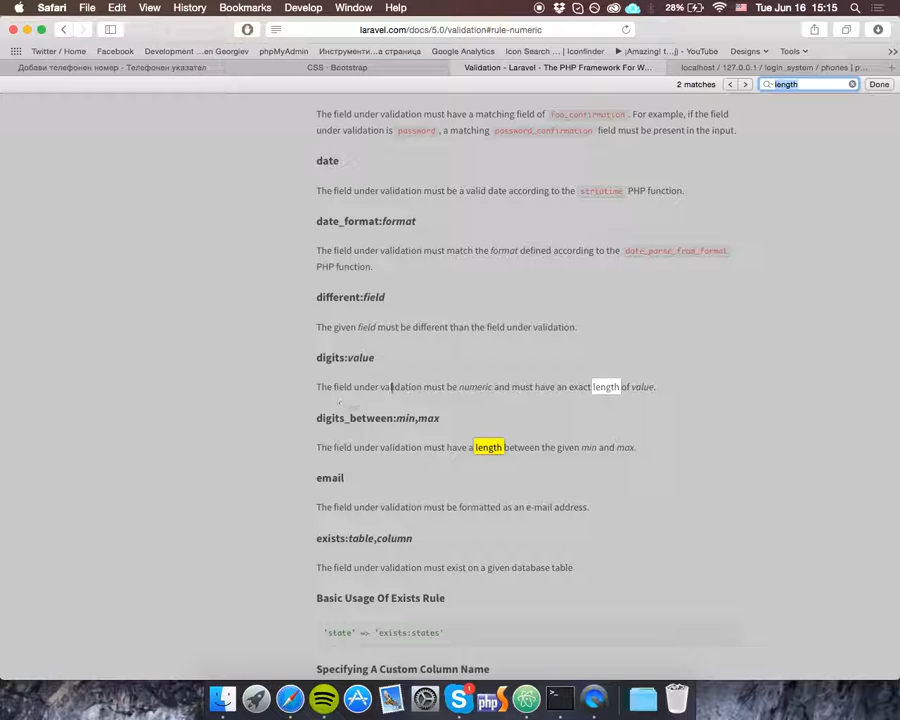 Safari File Edit View History Bookmarks Develop Window Help 28% Tue Jun 16 15:15
laravel.com/docs/5.0/validation#rule-numeric
Twitter / Home Facebook Development ...en Georgiev phpMyAdmin Инструменти...а страница Google Analytics Icon Search ... | Iconfinder ► ¡Amazing! t...] - YouTube Designs Tools
Добави телефонен номер - Телефонен указател CSS · Bootstrap Validation - Laravel - The PHP Framework For W... localhost / 127.0.0.1 / login_system / phones | p...
2 matches length Done
The field under validation must have a matching field of foo_confirmation. For example, if the field
under validation is password, a matching password_confirmation field must be present in the input.
date
The field under validation must be a valid date according to the strtotime PHP function.
date_format:format
The field under validation must match the format defined according to the date_parse_from_format
PHP function.
different:field
The given field must be different than the field under validation.
digits:value
The field under validation must be numeric and must have an exact length of value.
digits_between:min,max
The field under validation must have a length between the given min and max.
email
The field under validation must be formatted as an e-mail address.
exists:table,column
The field under validation must exist on a given database table
Basic Usage Of Exists Rule
'state' => 'exists:states'
Specifying A Custom Column Name
1
php